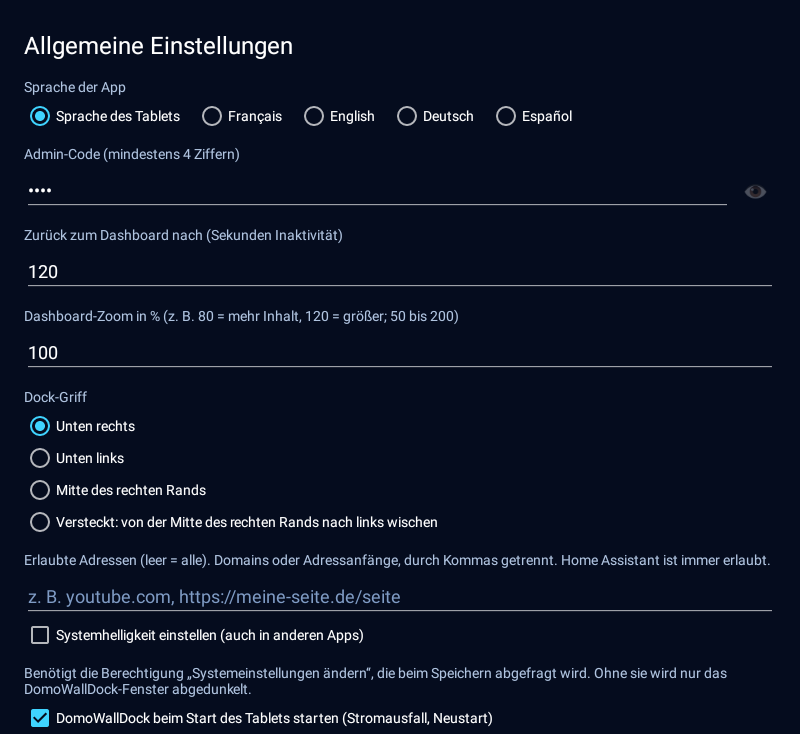 Allgemeine Einstellungen
Sprache der App
Sprache des Tablets Français English Deutsch Español
Admin-Code (mindestens 4 Ziffern)
••••
Zurück zum Dashboard nach (Sekunden Inaktivität)
120
Dashboard-Zoom in % (z. B. 80 = mehr Inhalt, 120 = größer; 50 bis 200)
100
Dock-Griff
Unten rechts
Unten links
Mitte des rechten Rands
Versteckt: von der Mitte des rechten Rands nach links wischen
Erlaubte Adressen (leer = alle). Domains oder Adressanfänge, durch Kommas getrennt. Home Assistant ist immer erlaubt.
z. B. youtube.com, https://meine-seite.de/seite
Systemhelligkeit einstellen (auch in anderen Apps)
Benötigt die Berechtigung „Systemeinstellungen ändern“, die beim Speichern abgefragt wird. Ohne sie wird nur das
DomoWallDock-Fenster abgedunkelt.
DomoWallDock beim Start des Tablets starten (Stromausfall, Neustart)